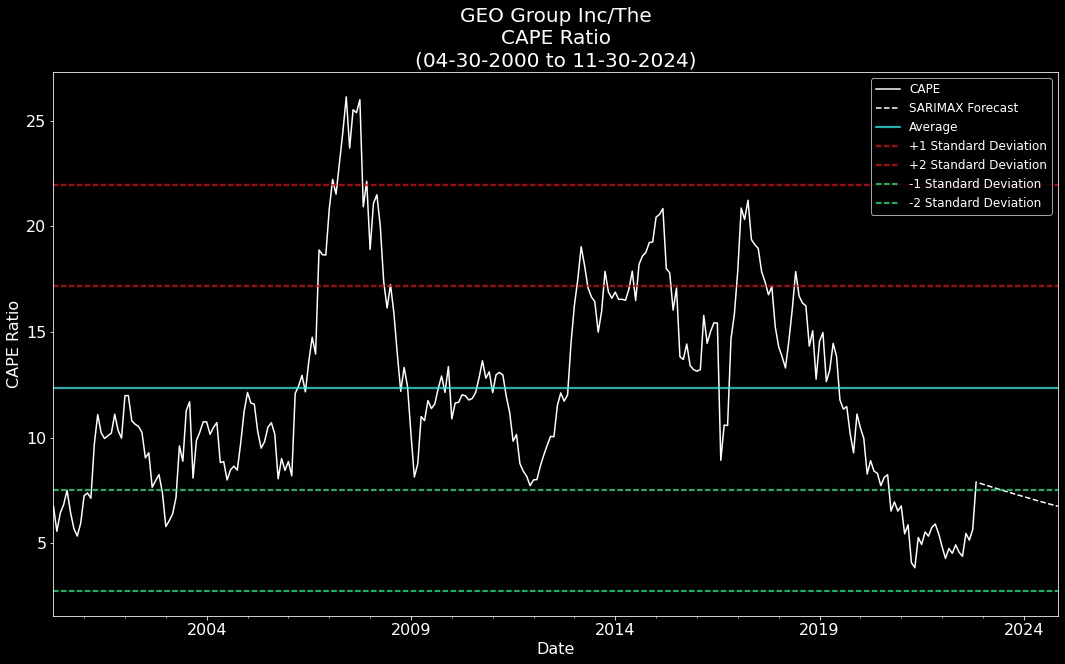 GEO Group Inc/The
CAPE Ratio
(04-30-2000 to 11-30-2024)
CAPE
SARIMAX Forecast
Average
+1 Standard Deviation
+2 Standard Deviation
-1 Standard Deviation
-2 Standard Deviation
25
20
15
10
5
CAPE Ratio
2004 2009 2014 2019 2024
Date